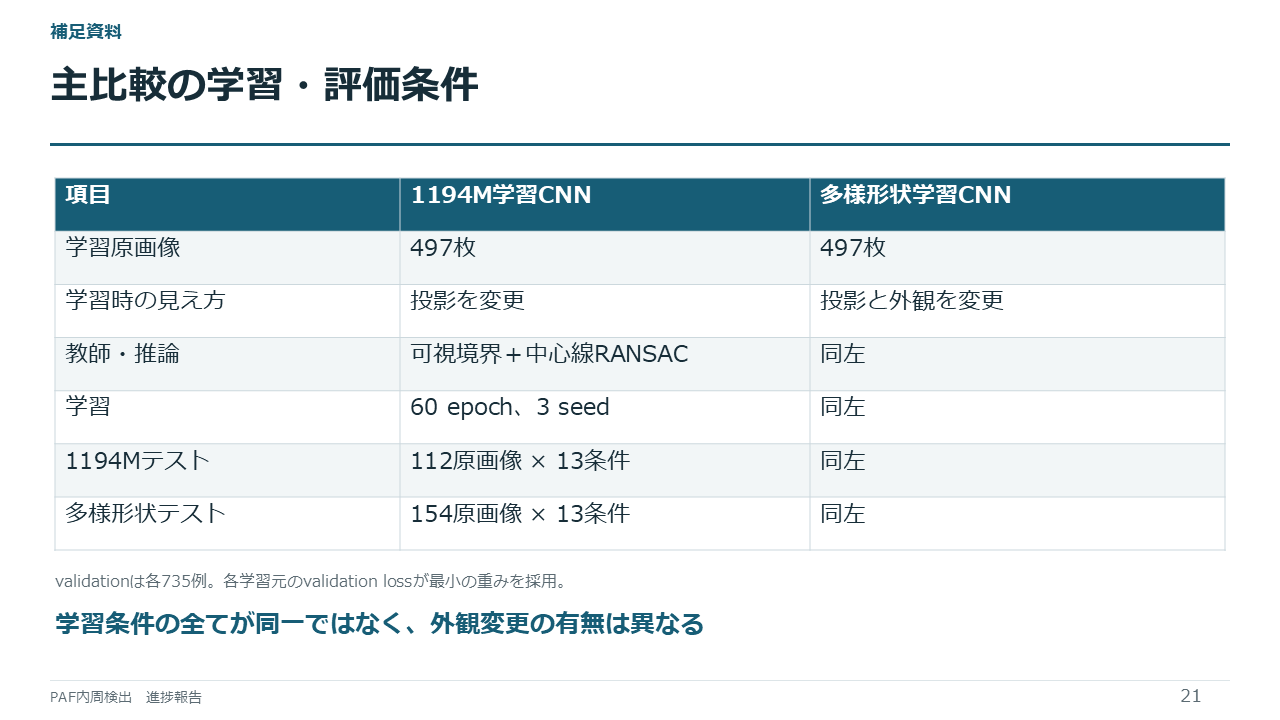 補足資料
主比較の学習・評価条件
項目 1194M学習CNN 多様形状学習CNN
学習原画像 497枚 497枚
学習時の見え方 投影を変更 投影と外観を変更
教師・推論 可視境界＋中心線RANSAC 同左
学習 60 epoch、3 seed 同左
1194Mテスト 112原画像 × 13条件 同左
多様形状テスト 154原画像 × 13条件 同左
validationは各735例。各学習元のvalidation lossが最小の重みを採用。
学習条件の全てが同一ではなく、外観変更の有無は異なる
PAF内周検出　進捗報告
21